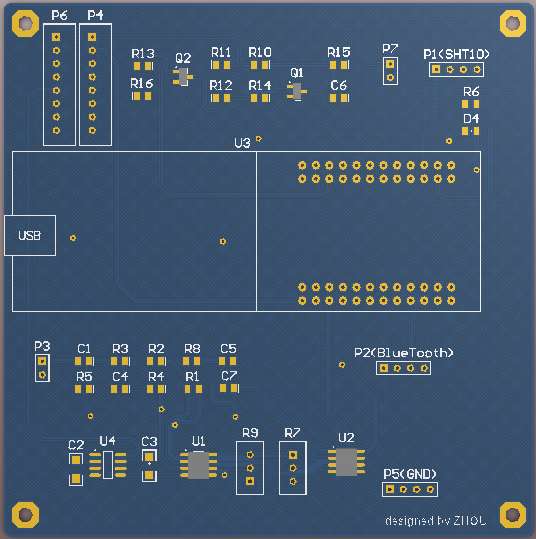 P6 P4
R13 Q2 R11 R10 R15 P7 P1(SHT10)
R16 R12 R14 Q1 C6 R6
D4
U3
USB
P3 C1 R3 R2 R8 C5 P2(BlueTooth)
R5 C4 R4 R1 C7
C2 U4 C3 U1 R9 R7 U2
P5(GND)
designed by ZHOU